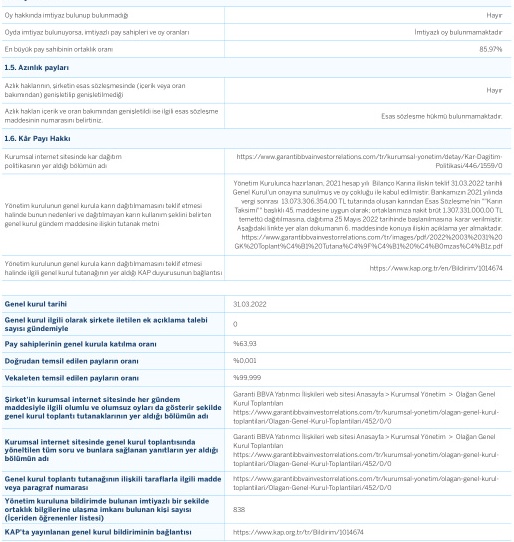 Oy hakkında imtiyaz bulunup bulunmadığı
Hayır
Oyda imtiyaz bulunuyorsa, imtiyazlı pay sahipleri ve oy oranları
İmtiyazlı oy bulunmamaktadır
En büyük pay sahibinin ortaklık oranı
85,97%
1.5. Azınlık payları
Azlık haklarının, şirketin esas sözleşmesinde (içerik veya oran
bakımından) genişletilip genişletilmediği
Hayır
Azlık hakları içerik ve oran bakımından genişletildi ise ilgili esas sözleşme
maddesinin numarasını belirtiniz.
Esas sözleşme hükmü bulunmamaktadır.
1.6. Kâr Payı Hakkı
Kurumsal internet sitesinde kar dağıtım
politikasının yer aldığı bölümün adı
https://www.garantibbvainvestorrelations.com/tr/kurumsal-yonetim/detay/Kar-Dagitim-
Politikasi/446/1559/0
Yönetim kurulunun genel kurula karın dağıtılmamasını teklif etmesi
halinde bunun nedenleri ve dağıtılmayan karın kullanım şeklini belirten
genel kurul gündem maddesine ilişkin tutanak metni
Yönetim Kurulunca hazırlanan, 2021 hesap yılı Bilanço Karına ilişkin teklif 31.03.2022 tarihli
Genel Kurul'un onayına sunulmuş ve oy çokluğu ile kabul edilmiştir. Bankamızın 2021 yılında
vergi sonrası 13.073.306.354,00 TL tutarında oluşan karından Esas Sözleşme'nin ""Karın
Taksimi"" başlıklı 45. maddesine uygun olarak; ortaklarımıza nakit brüt 1.307.331.000,00 TL
temettü dağıtılmasına, dağıtıma 25 Mayıs 2022 tarihinde başlanılmasına karar verilmiştir.
Aşağıdaki linkte yer alan dokumanın 6. maddesinde konuya ilişkin açıklama yer almaktadır.
https://www.garantibbvainvestorrelations.com/tr/images/pdf/2022%2003%2031%20
GK%20Toplant%C4%B1%20Tutana%C4%9F%C4%B1%20%C4%B0mzas%C4%B1z.pdf
Yönetim kurulunun genel kurula karın dağıtılmamasını teklif etmesi
halinde ilgili genel kurul tutanağının yer aldığı KAP duyurusunun bağlantısı
https://www.kap.org.tr/en/Bildirim/1014674
Genel kurul tarihi
31.03.2022
Genel kurul ilgili olarak şirkete iletilen ek açıklama talebi
sayısı gündemiyle
0
Pay sahiplerinin genel kurula katılma oranı
%63,93
Doğrudan temsil edilen payların oranı
%0,001
Vekaleten temsil edilen payların oranı
%99,999
Şirket'in kurumsal internet sitesinde her gündem
maddesiyle ilgili olumlu ve olumsuz oyları da gösterir şekilde
genel kurul toplantı tutanaklarının yer aldığı bölümün adı
Garanti BBVA Yatırımcı İlişkileri web sitesi Anasayfa > Kurumsal Yönetim > Olağan Genel
Kurul Toplantıları
https://www.garantibbvainvestorrelations.com/tr/kurumsal-yonetim/olagan-genel-kurul-
toplantilari/Olagan-Genel-Kurul-Toplantilari/452/0/0
Kurumsal internet sitesinde genel kurul toplantısında
yöneltilen tüm soru ve bunlara sağlanan yanıtların yer aldığı
bölümün adı
Garanti BBVA Yatırımcı İlişkileri web sitesi Anasayfa > Kurumsal Yönetim > Olağan Genel
Kurul Toplantıları
https://www.garantibbvainvestorrelations.com/tr/kurumsal-yonetim/olagan-genel-kurul-
toplantilari/Olagan-Genel-Kurul-Toplantilari/452/0/0
Genel kurul toplantı tutanağının ilişkili taraflarla ilgili madde
veya paragraf numarası
https://www.garantibbvainvestorrelations.com/tr/kurumsal-yonetim/olagan-genel-kurul-
toplantilari/Olagan-Genel-Kurul-Toplantilari/452/0/0
Yönetim kuruluna bildirimde bulunan imtiyazlı bir şekilde
ortaklık bilgilerine ulaşma imkanı bulunan kişi sayısı
(İçeriden öğrenenler listesi)
838
KAP'ta yayınlanan genel kurul bildiriminin bağlantısı
https://www.kap.org.tr/tr/Bildirim/1014674